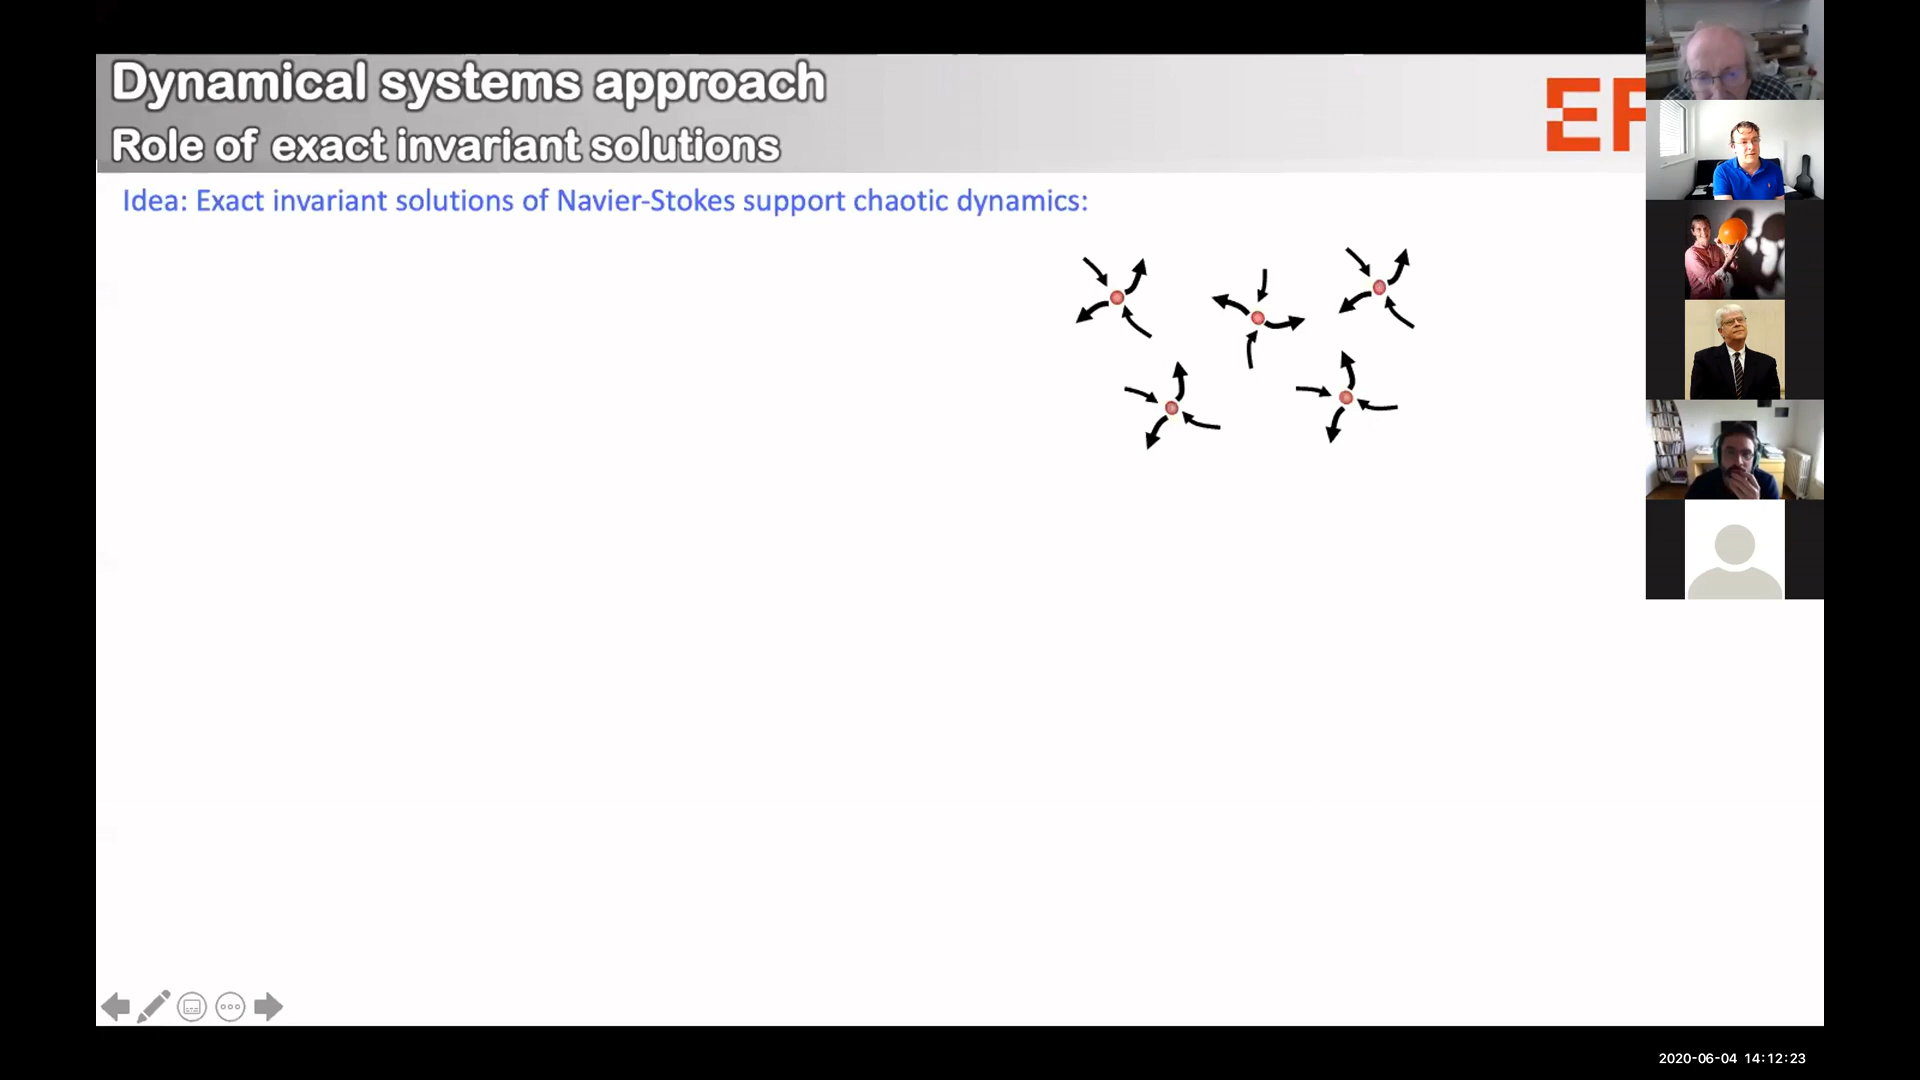 Dynamical systems approach
Role of exact invariant solutions
EP
Idea: Exact invariant solutions of Navier-Stokes support chaotic dynamics:
2020-06-04 14:12:23